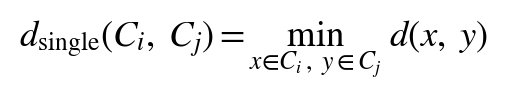 d_single(C_i, C_j) = min_{x∈C_i, y∈C_j} d(x, y)